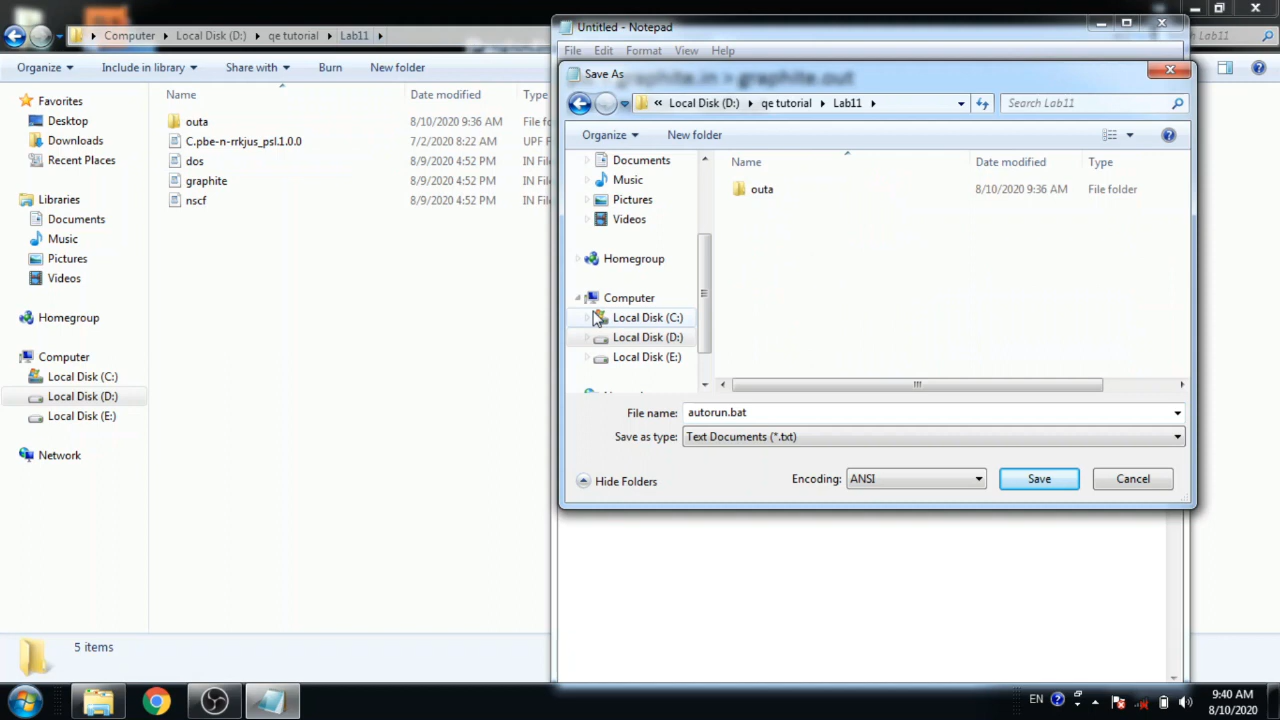 Computer Local Disk (D:) qe tutorial Lab11
Organize Include in library Share with Burn New folder
Name Date modified Type
outa 8/10/2020 9:36 AM File fo
C.pbe-n-rrkjus_psl.1.0.0 7/2/2020 8:22 AM UPF F
dos 8/9/2020 4:52 PM IN Fil
graphite 8/9/2020 4:52 PM IN Fil
nscf 8/9/2020 4:52 PM IN Fil
Favorites
Desktop
Downloads
Recent Places
Libraries
Documents
Music
Pictures
Videos
Homegroup
Computer
Local Disk (C:)
Local Disk (D:)
Local Disk (E:)
Network
5 items
Untitled - Notepad
File Edit Format View Help
graphite.in > graphite.out
Lab11
Save As
« Local Disk (D:) qe tutorial Lab11 Search Lab11
Organize New folder
Documents
Music
Pictures
Videos
Homegroup
Computer
Local Disk (C:)
Local Disk (D:)
Local Disk (E:)
Name Date modified Type
outa 8/10/2020 9:36 AM File folder
File name: autorun.bat
Save as type: Text Documents (*.txt)
Hide Folders Encoding: ANSI Save Cancel
EN 9:40 AM
8/10/2020